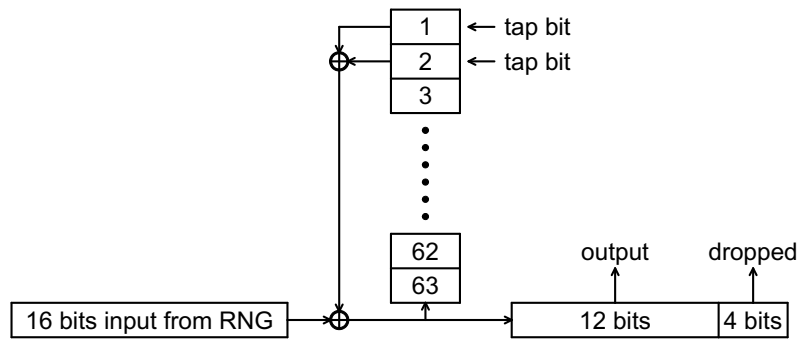 1
tap bit
2
tap bit
3
62
63
output
dropped
16 bits input from RNG
12 bits
4 bits